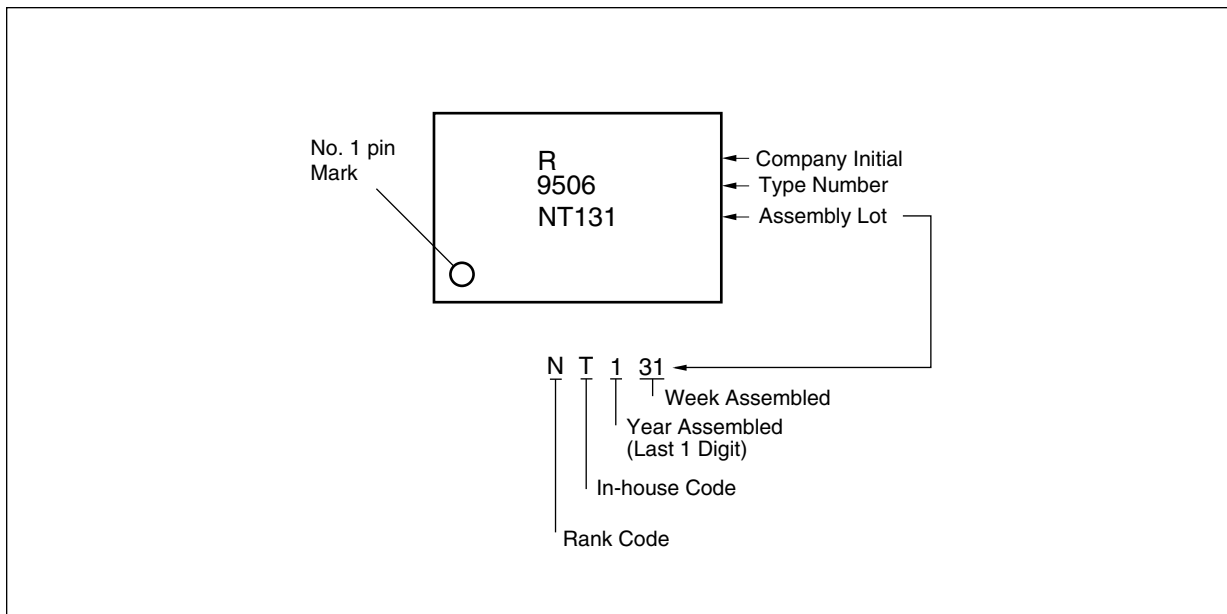 No. 1 pin
Mark
R
9506
NT131
Company Initial
Type Number
Assembly Lot
N T 1 31
Week Assembled
Year Assembled
(Last 1 Digit)
In-house Code
Rank Code